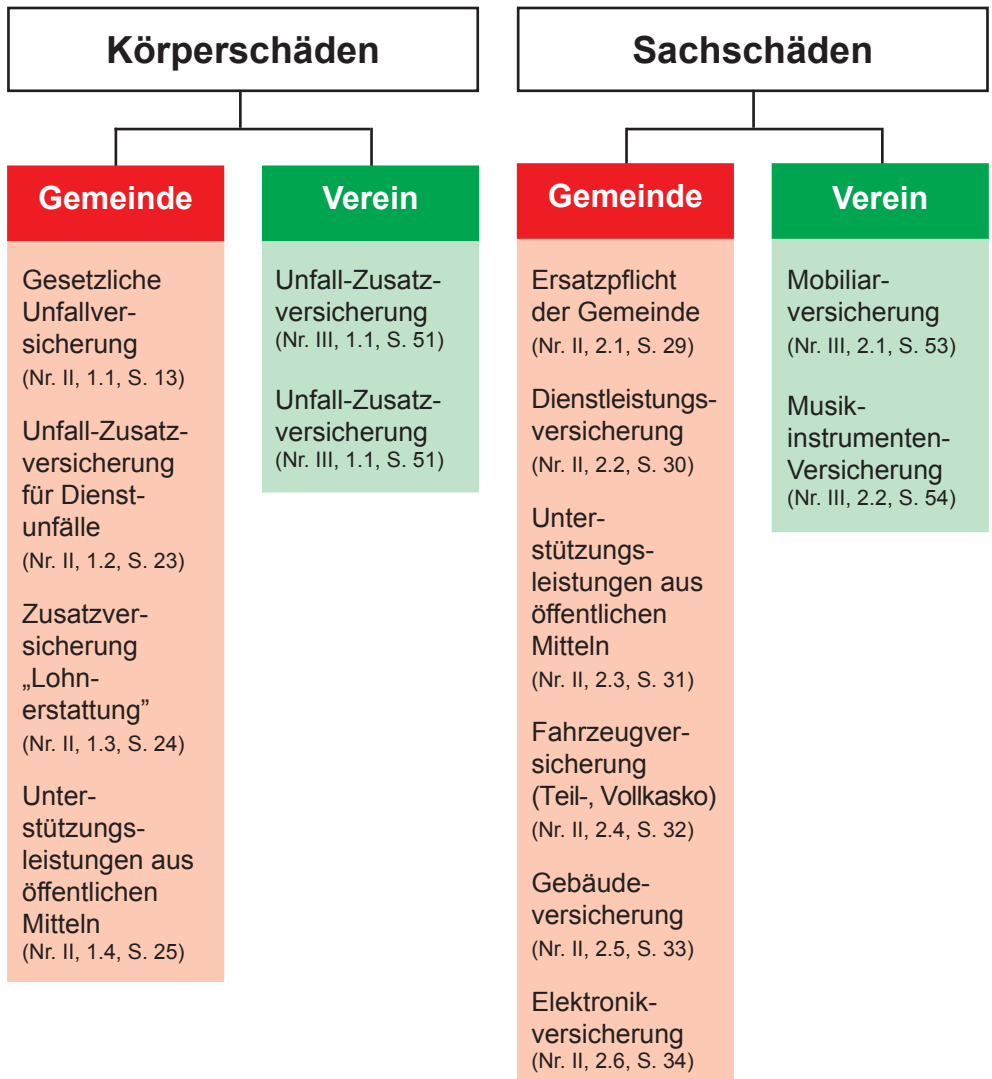 Körperschäden
Gemeinde
Gesetzliche
Unfallver-
sicherung
(Nr. II, 1.1, S. 13)
Unfall-Zusatz-
versicherung
für Dienst-
unfälle
(Nr. II, 1.2, S. 23)
Zusatzver-
sicherung
„Lohn-
erstattung”
(Nr. II, 1.3, S. 24)
Unter-
stützungs-
leistungen aus
öffentlichen
Mitteln
(Nr. II, 1.4, S. 25)
Verein
Unfall-Zusatz-
versicherung
(Nr. III, 1.1, S. 51)
Unfall-Zusatz-
versicherung
(Nr. III, 1.1, S. 51)
Sachschäden
Gemeinde
Ersatzpflicht
der Gemeinde
(Nr. II, 2.1, S. 29)
Dienstleistungs-
versicherung
(Nr. II, 2.2, S. 30)
Unter-
stützungs-
leistungen aus
öffentlichen
Mitteln
(Nr. II, 2.3, S. 31)
Fahrzeugver-
sicherung
(Teil-, Vollkasko)
(Nr. II, 2.4, S. 32)
Gebäude-
versicherung
(Nr. II, 2.5, S. 33)
Elektronik-
versicherung
(Nr. II, 2.6, S. 34)
Verein
Mobiliar-
versicherung
(Nr. III, 2.1, S. 53)
Musik-
instrumenten-
Versicherung
(Nr. III, 2.2, S. 54)